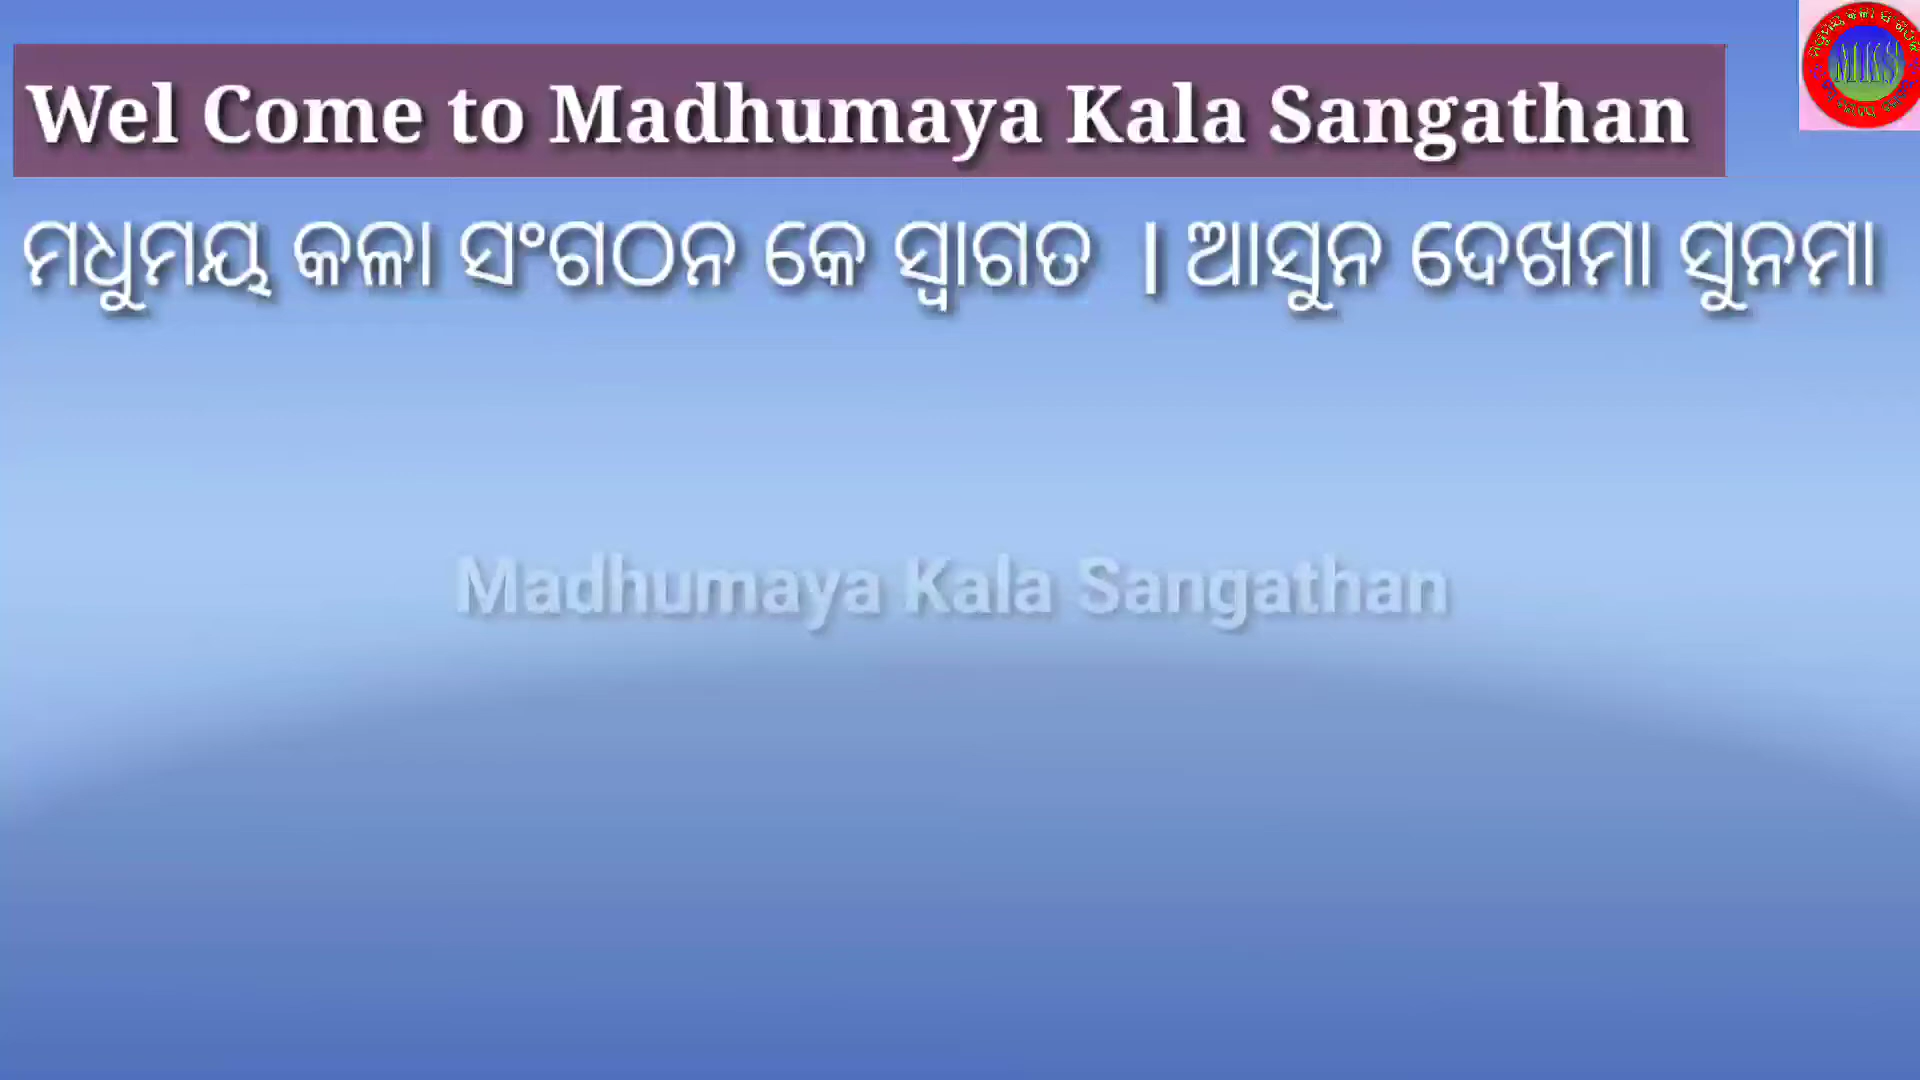 Wel Come to Madhumaya Kala Sangathan
ମଧୁମୟ କଳା ସଂଗଠନ କେ ସ୍ୱାଗତ । ଆସୁନ ଦେଖମା ସୁନମା
Madhumaya Kala Sangathan
MKS